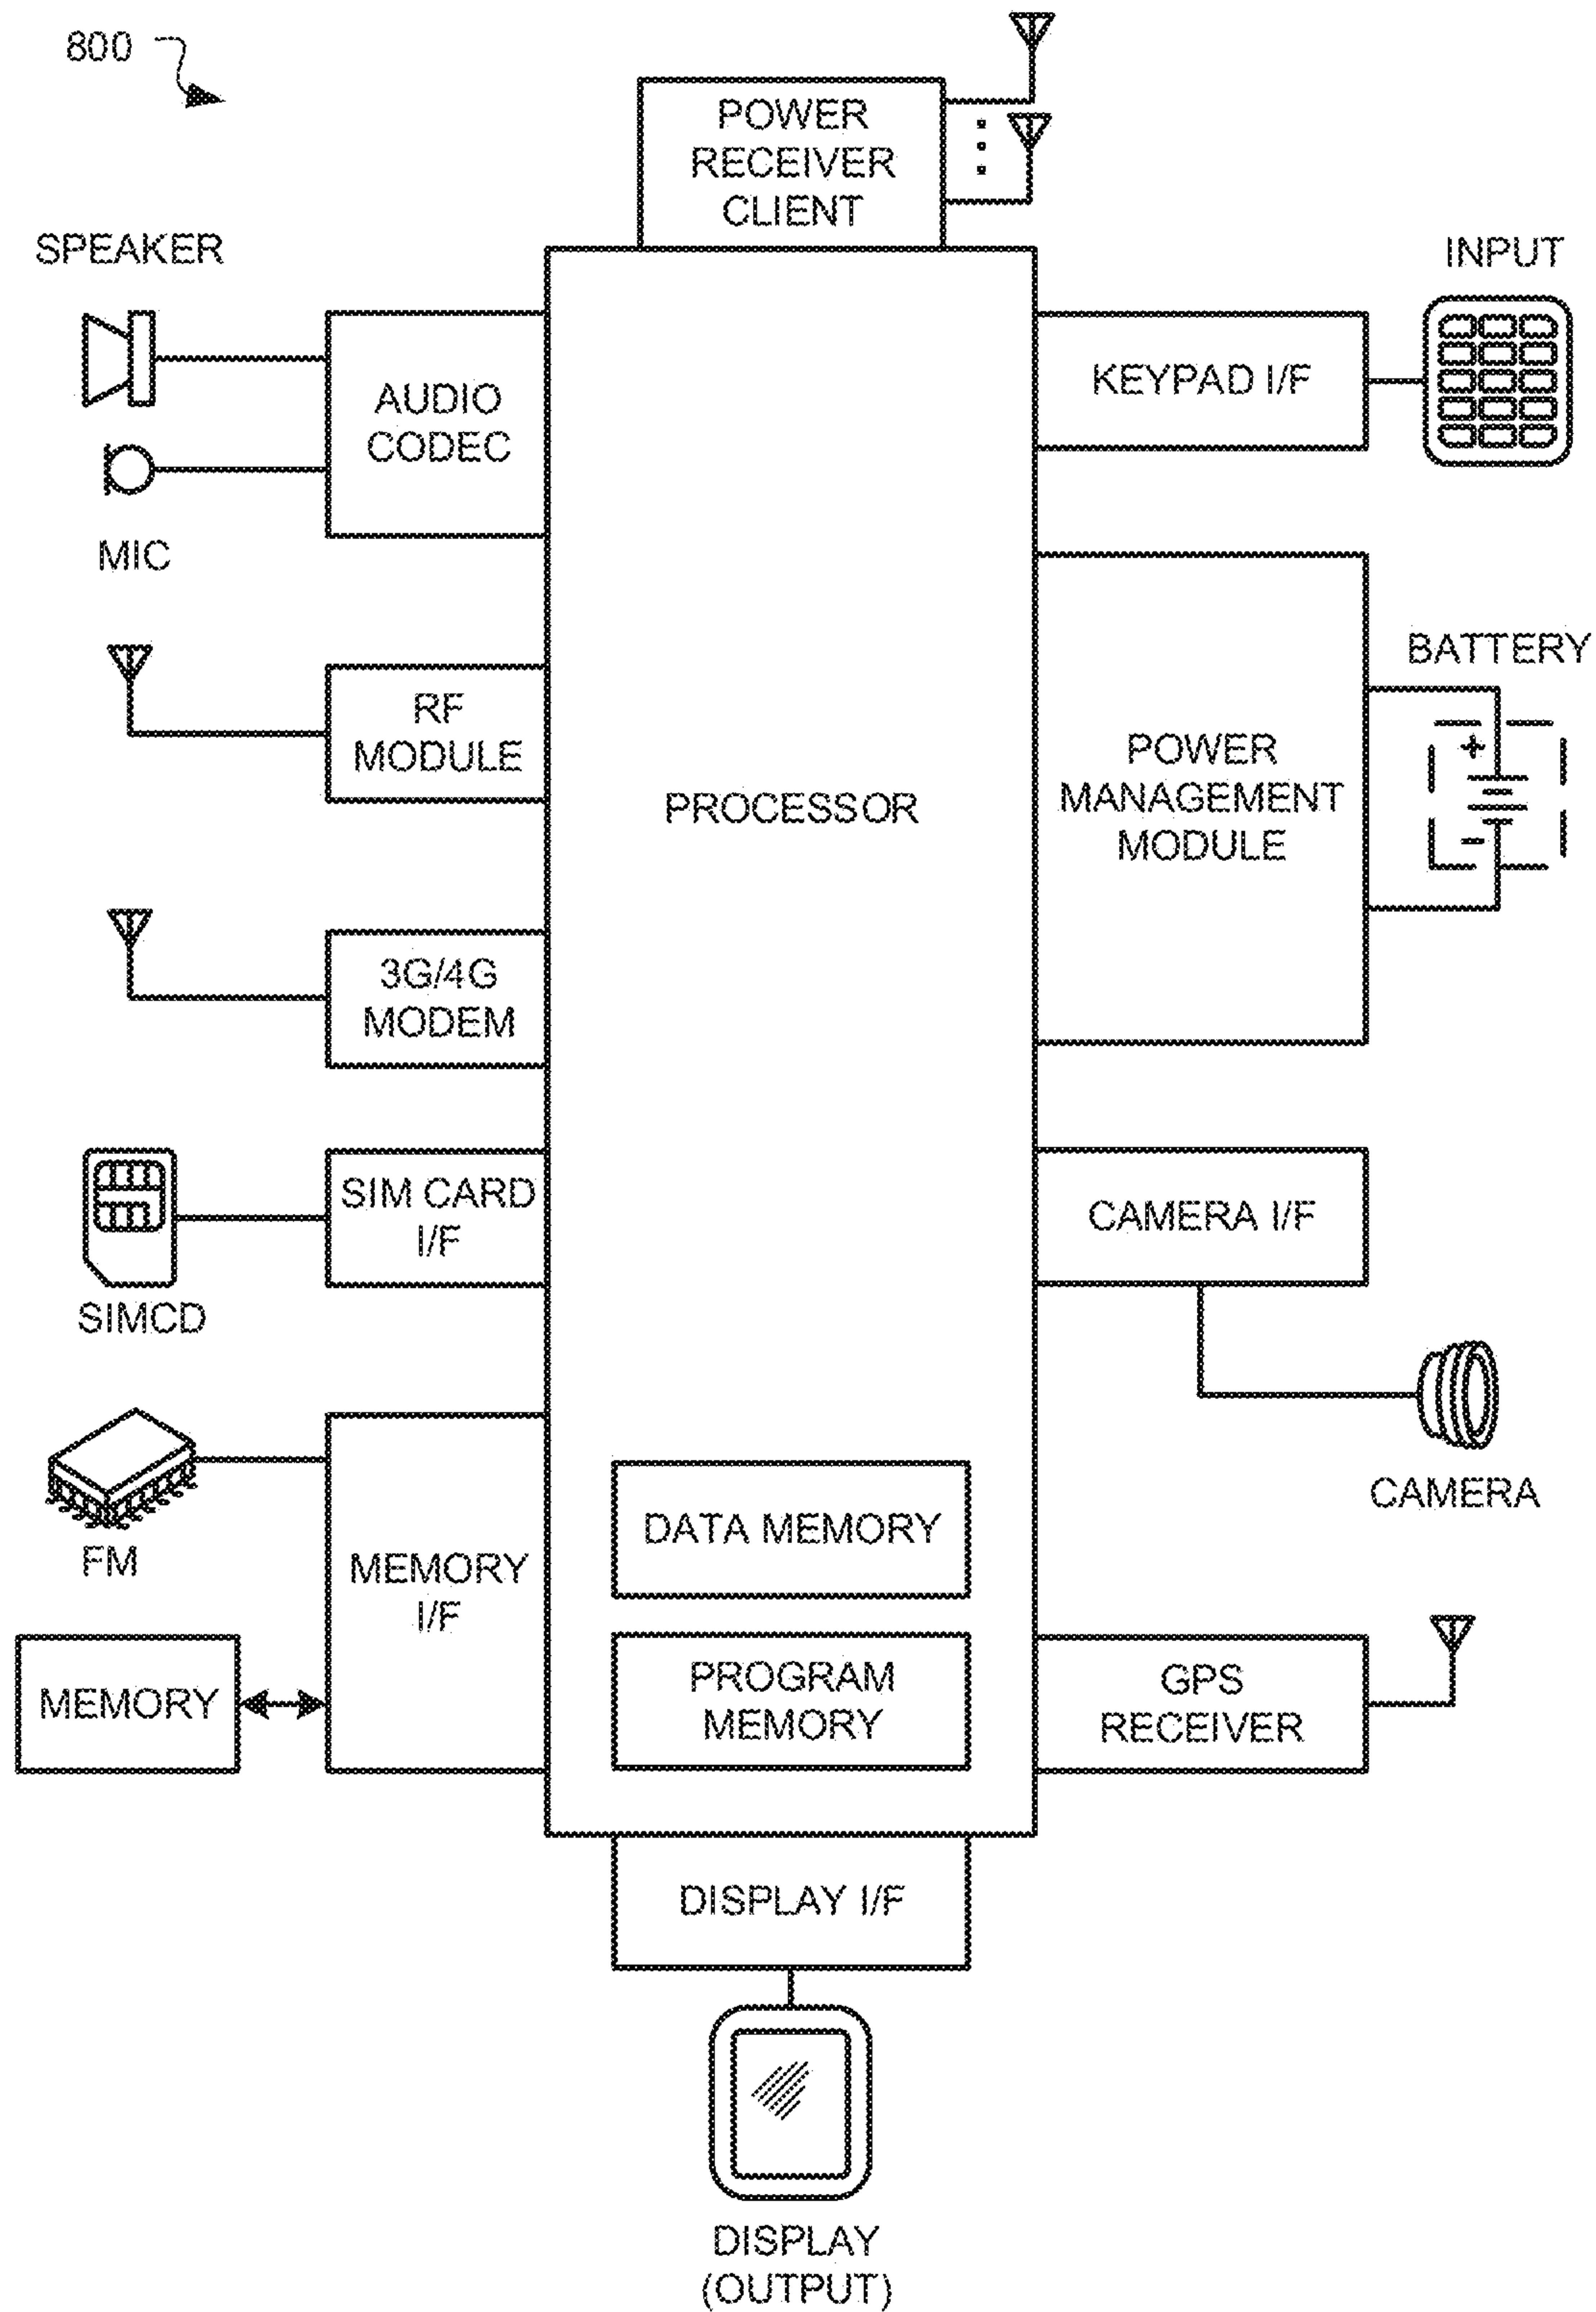 800
POWER
RECEIVER
CLIENT
SPEAKER
INPUT
AUDIO
CODEC
KEYPAD I/F
MIC
BATTERY
RF
MODULE
PROCESSOR
POWER
MANAGEMENT
MODULE
+
-
3G/4G
MODEM
SIM CARD
I/F
CAMERA I/F
SIMCD
CAMERA
DATA MEMORY
FM
MEMORY
I/F
MEMORY
PROGRAM
MEMORY
GPS
RECEIVER
DISPLAY I/F
DISPLAY
(OUTPUT)